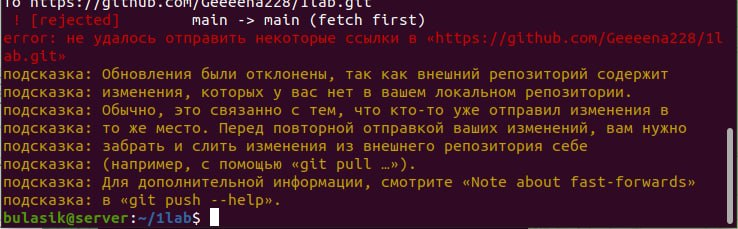 To https://github.com/Geeeena228/1lab.git
! [rejected] main -> main (fetch first)
error: не удалось отправить некоторые ссылки в «https://github.com/Geeeena228/1l
ab.git»
подсказка: Обновления были отклонены, так как внешний репозиторий содержит
подсказка: изменения, которых у вас нет в вашем локальном репозитории.
подсказка: Обычно, это связанно с тем, что кто-то уже отправил изменения в
подсказка: то же место. Перед повторной отправкой ваших изменений, вам нужно
подсказка: забрать и слить изменения из внешнего репозитория себе
подсказка: (например, с помощью «git pull …»).
подсказка: Для дополнительной информации, смотрите «Note about fast-forwards»
подсказка: в «git push --help».
bulasik@server:~/1lab$